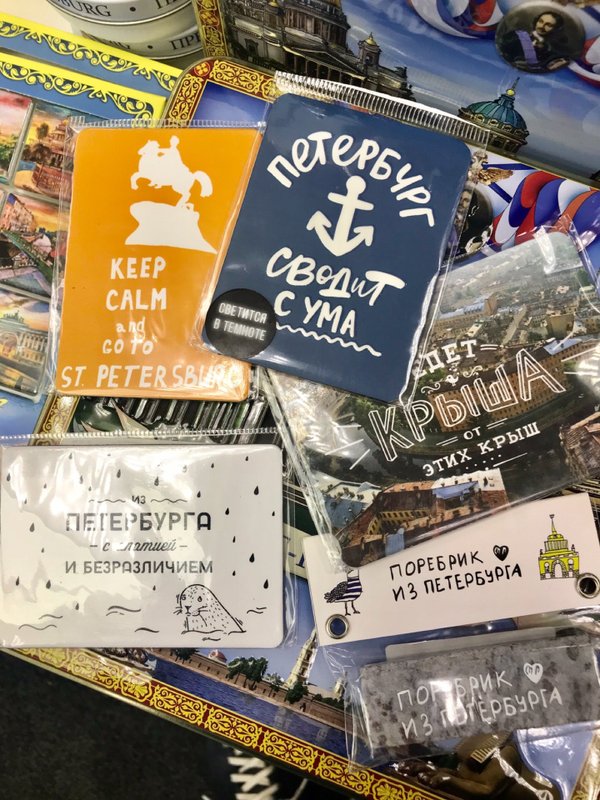 KEEP
CALM
and
GO TO
ST. PETERSBURG
ПЕТЕРБУРГ
СВОДИТ
С УМА
СВЕТИТСЯ
В ТЕМНОТЕ
ЕДЕТ
КРЫША
ОТ
ЭТИХ КРЫШ
ИЗ
ПЕТЕРБУРГА
с апатией
И БЕЗРАЗЛИЧИЕМ
ПОРЕБРИК
ИЗ ПЕТЕРБУРГА
ПОРЕБРИК
ИЗ ПЕТЕРБУРГА